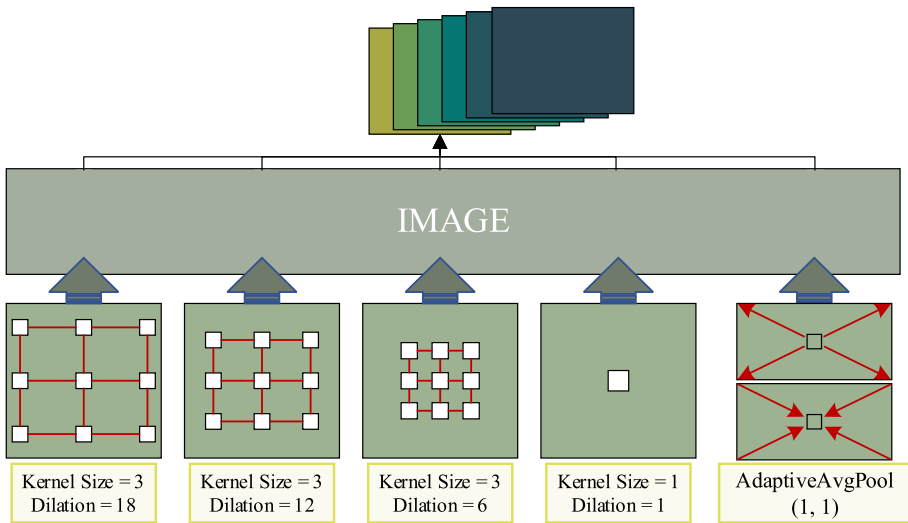 IMAGE
Kernel Size = 3
Dilation = 18
Kernel Size = 3
Dilation = 12
Kernel Size = 3
Dilation = 6
Kernel Size = 1
Dilation = 1
AdaptiveAvgPool
(1, 1)